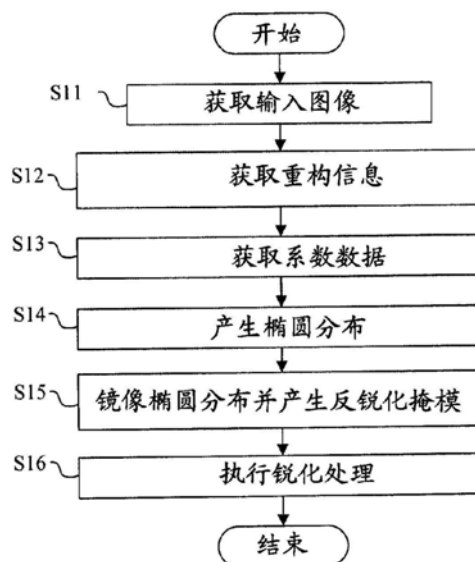 开始
S11
获取输入图像
S12
获取重构信息
S13
获取系数数据
S14
产生椭圆分布
S15
镜像椭圆分布并产生反锐化掩模
S16
执行锐化处理
结束